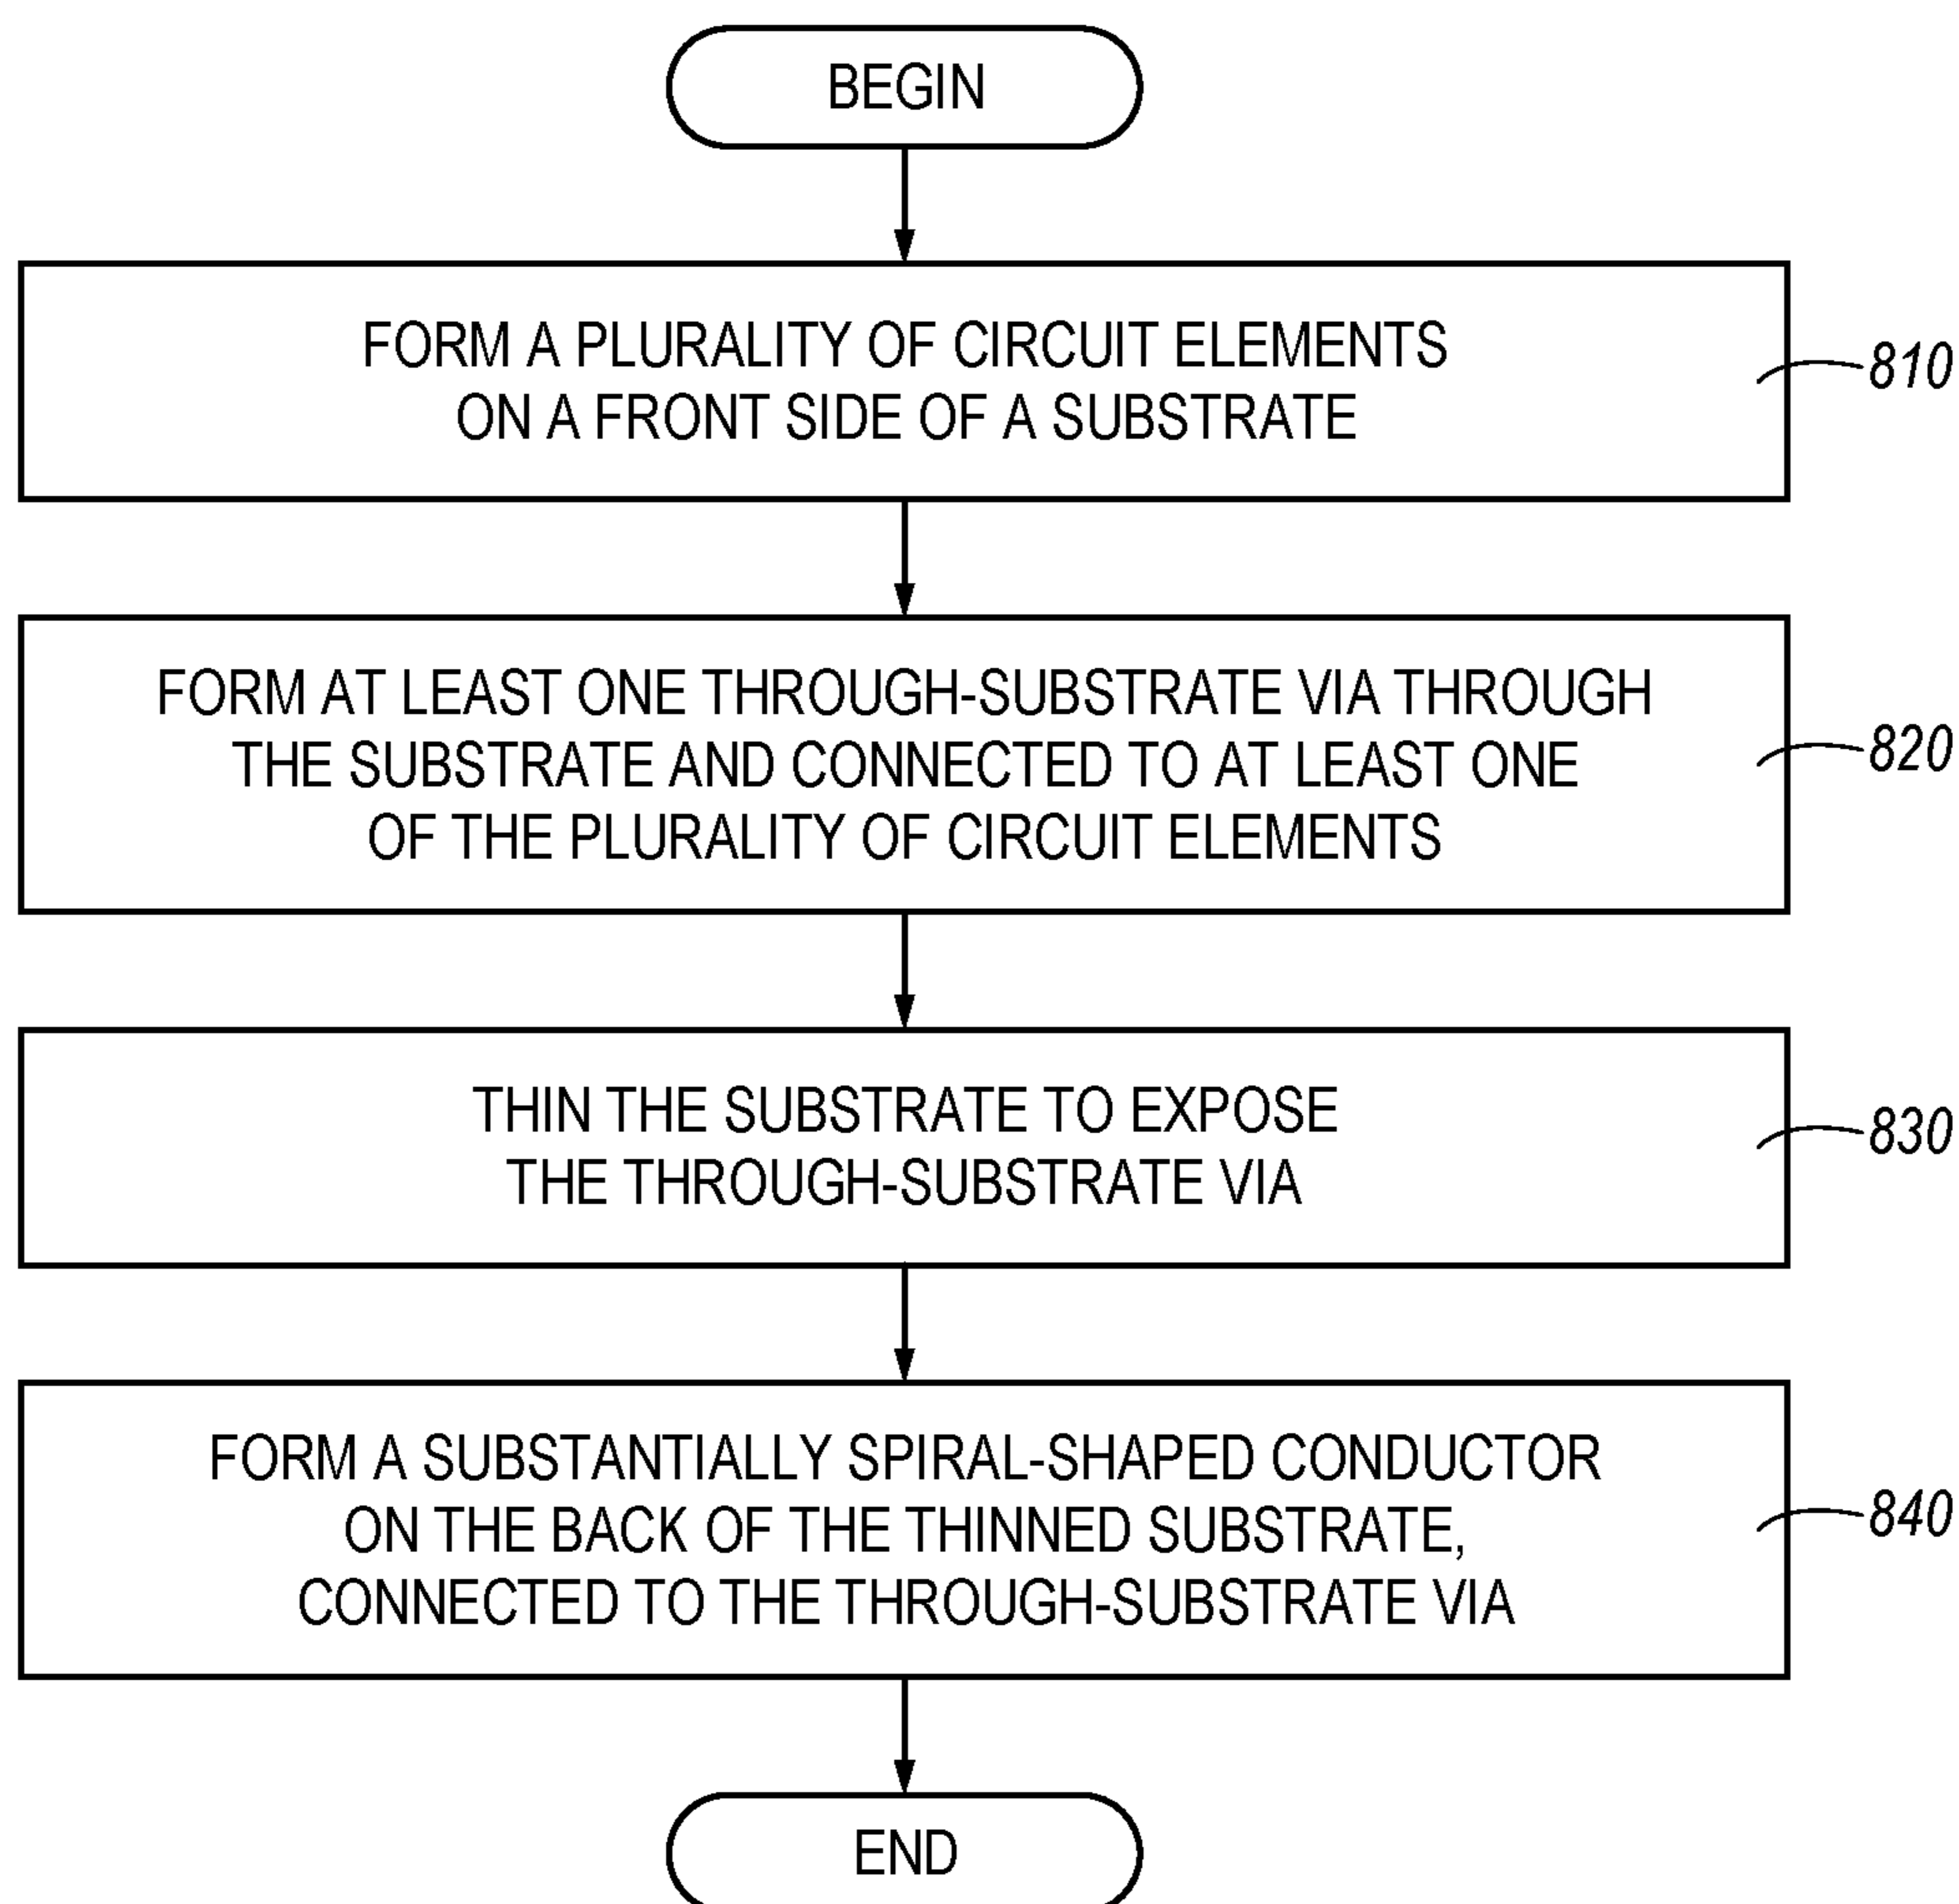 BEGIN
FORM A PLURALITY OF CIRCUIT ELEMENTS
ON A FRONT SIDE OF A SUBSTRATE
810
FORM AT LEAST ONE THROUGH-SUBSTRATE VIA THROUGH
THE SUBSTRATE AND CONNECTED TO AT LEAST ONE
OF THE PLURALITY OF CIRCUIT ELEMENTS
820
THIN THE SUBSTRATE TO EXPOSE
THE THROUGH-SUBSTRATE VIA
830
FORM A SUBSTANTIALLY SPIRAL-SHAPED CONDUCTOR
ON THE BACK OF THE THINNED SUBSTRATE,
CONNECTED TO THE THROUGH-SUBSTRATE VIA
840
END